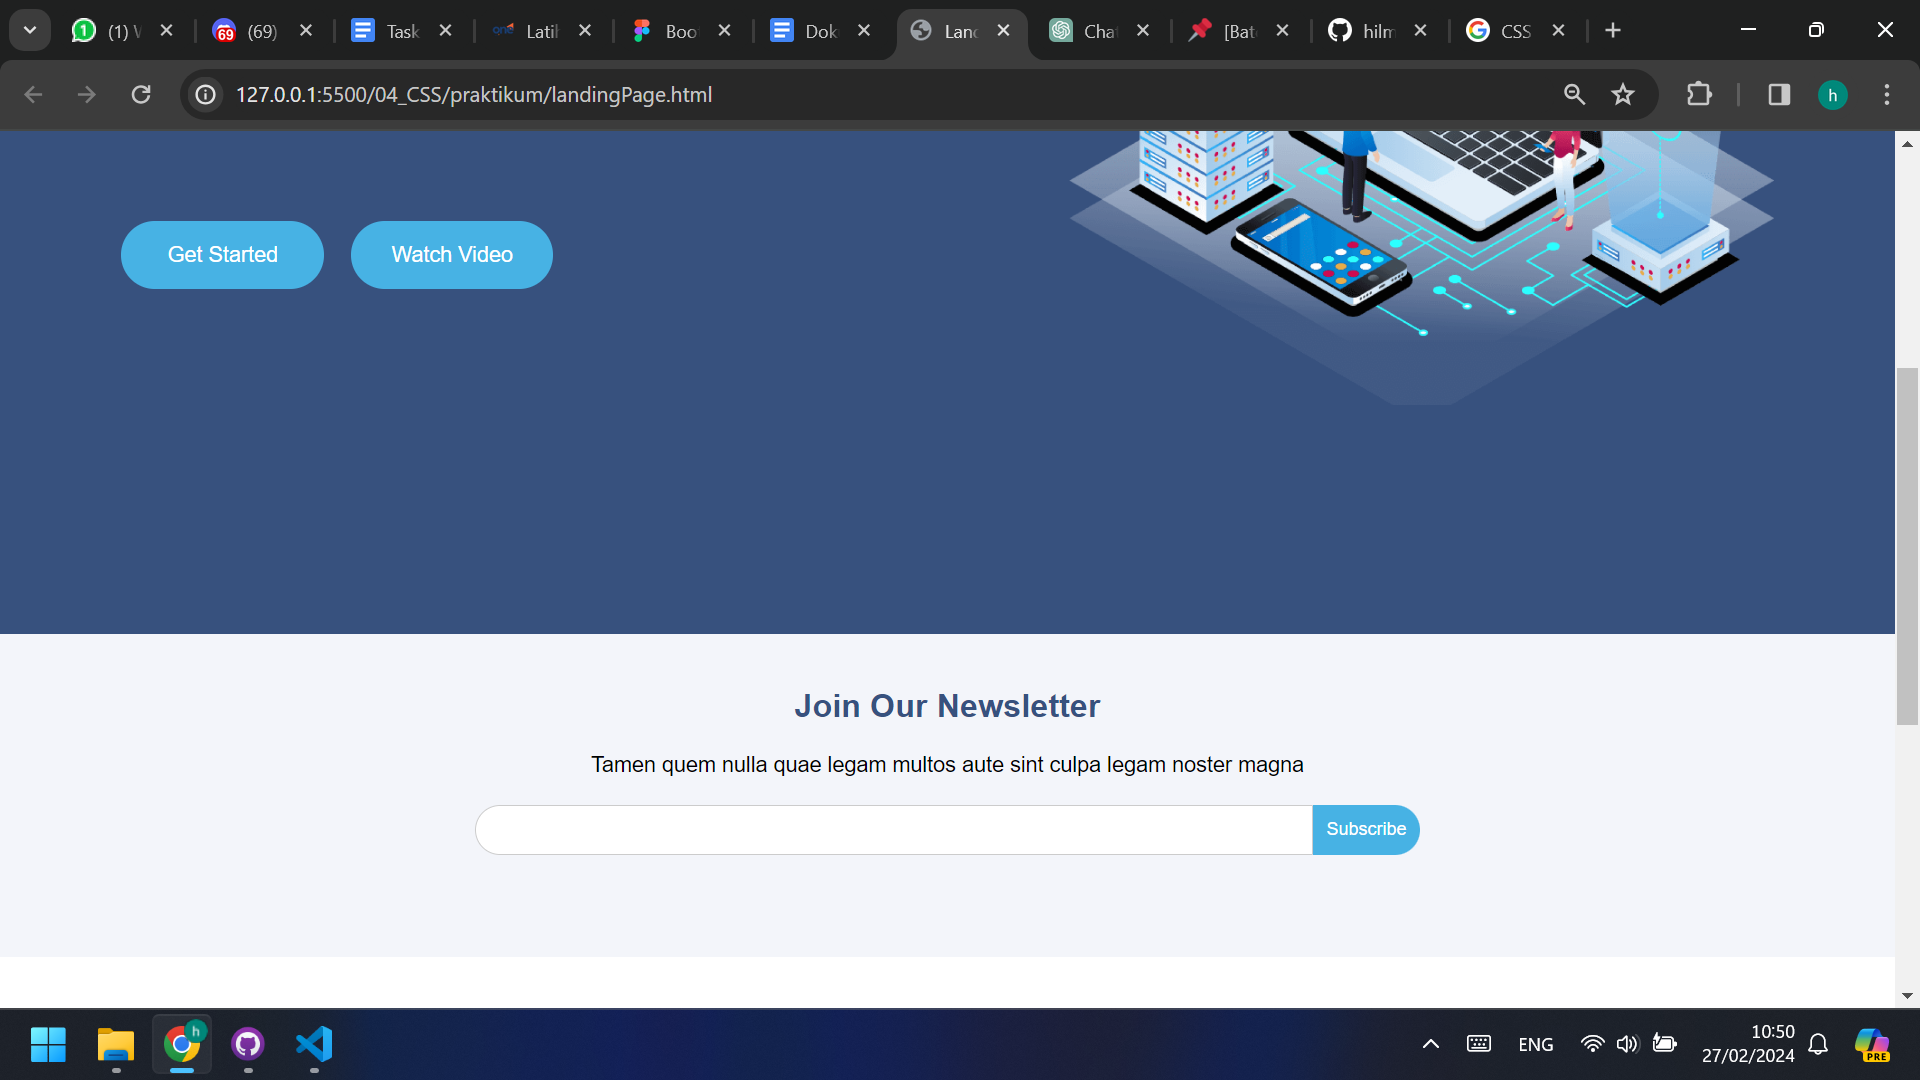 (1) W
(69)
Task
Latil
Boo
Dok
Lanc
Chat
[Bat
hilm
CSS
127.0.0.1:5500/04_CSS/praktikum/landingPage.html
h
Get Started
Watch Video
Join Our Newsletter
Tamen quem nulla quae legam multos aute sint culpa legam noster magna
Subscribe
h
ENG
10:50
27/02/2024
PRE